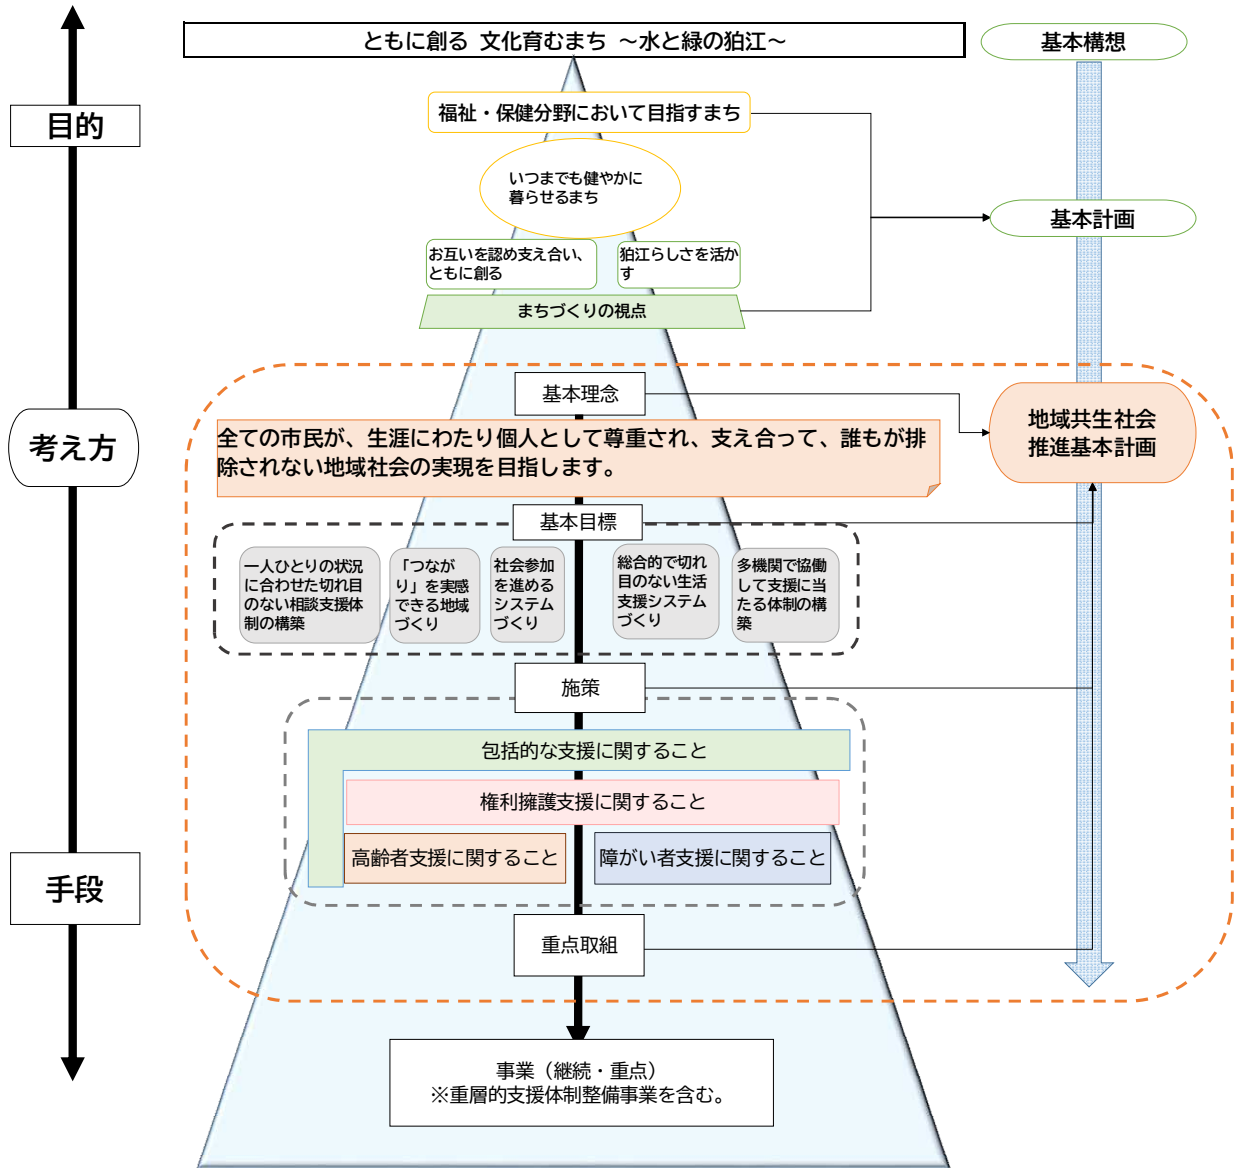 ともに創る 文化育むまち ～水と緑の狛江～
基本構想
目的
福祉・保健分野において目指すまち
いつまでも健やかに
暮らせるまち
基本計画
お互いを認め支え合い、
ともに創る
狛江らしさを活か
す
まちづくりの視点
基本理念
考え方
地域共生社会
推進基本計画
全ての市民が、生涯にわたり個人として尊重され、支え合って、誰もが排
除されない地域社会の実現を目指します。
基本目標
一人ひとりの状況
に合わせた切れ目
のない相談支援体
制の構築
「つなが
り」を実感
できる地域
づくり
社会参加
を進める
システム
づくり
総合的で切れ
目のない生活
支援システム
づくり
多機関で協働
して支援に当
たる体制の構
築
施策
包括的な支援に関すること
権利擁護支援に関すること
高齢者支援に関すること
障がい者支援に関すること
手段
重点取組
事業（継続・重点）
※重層的支援体制整備事業を含む。